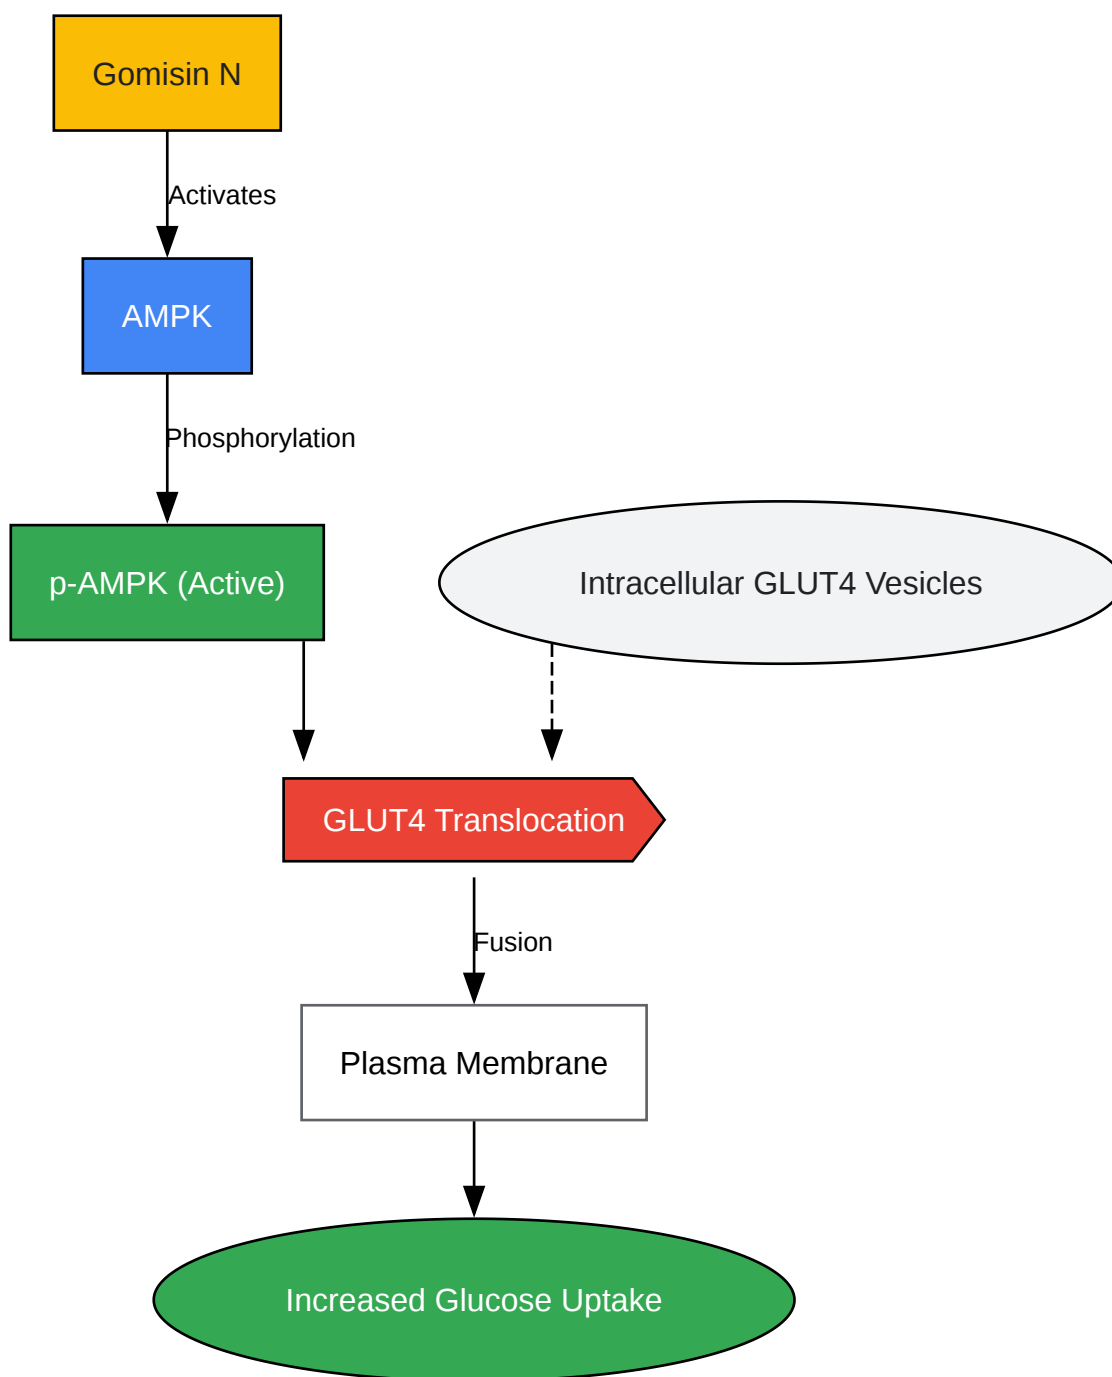 Gomisin N
Activates
AMPK
Phosphorylation
p-AMPK (Active)
Intracellular GLUT4 Vesicles
GLUT4 Translocation
Fusion
Plasma Membrane
Increased Glucose Uptake